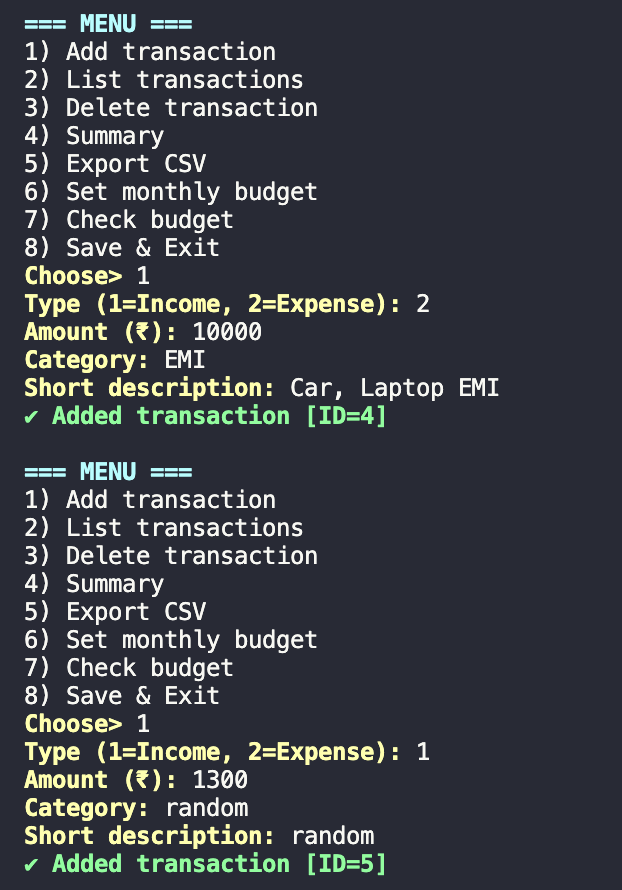 === MENU ===
1) Add transaction
2) List transactions
3) Delete transaction
4) Summary
5) Export CSV
6) Set monthly budget
7) Check budget
8) Save & Exit
Choose> 1
Type (1=Income, 2=Expense): 2
Amount (₹): 10000
Category: EMI
Short description: Car, Laptop EMI
✔ Added transaction [ID=4]

=== MENU ===
1) Add transaction
2) List transactions
3) Delete transaction
4) Summary
5) Export CSV
6) Set monthly budget
7) Check budget
8) Save & Exit
Choose> 1
Type (1=Income, 2=Expense): 1
Amount (₹): 1300
Category: random
Short description: random
✔ Added transaction [ID=5]